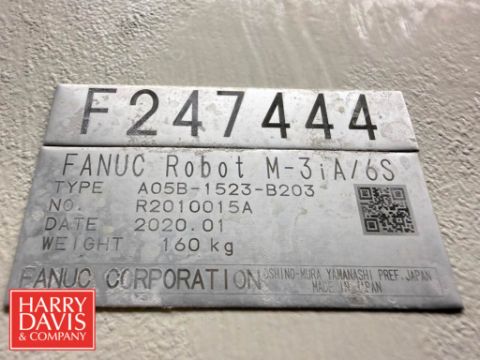 F247444
FANUC Robot M-3iA/6S
TYPE A05B-1523-B203
NO. R2010015A
DATE 2020.01
WEIGHT 160 kg
FANUC CORPORATION OSHINO-MURA YAMANASHI PREF. JAPAN
MADE IN JAPAN
HARRY
DAVIS
& COMPANY